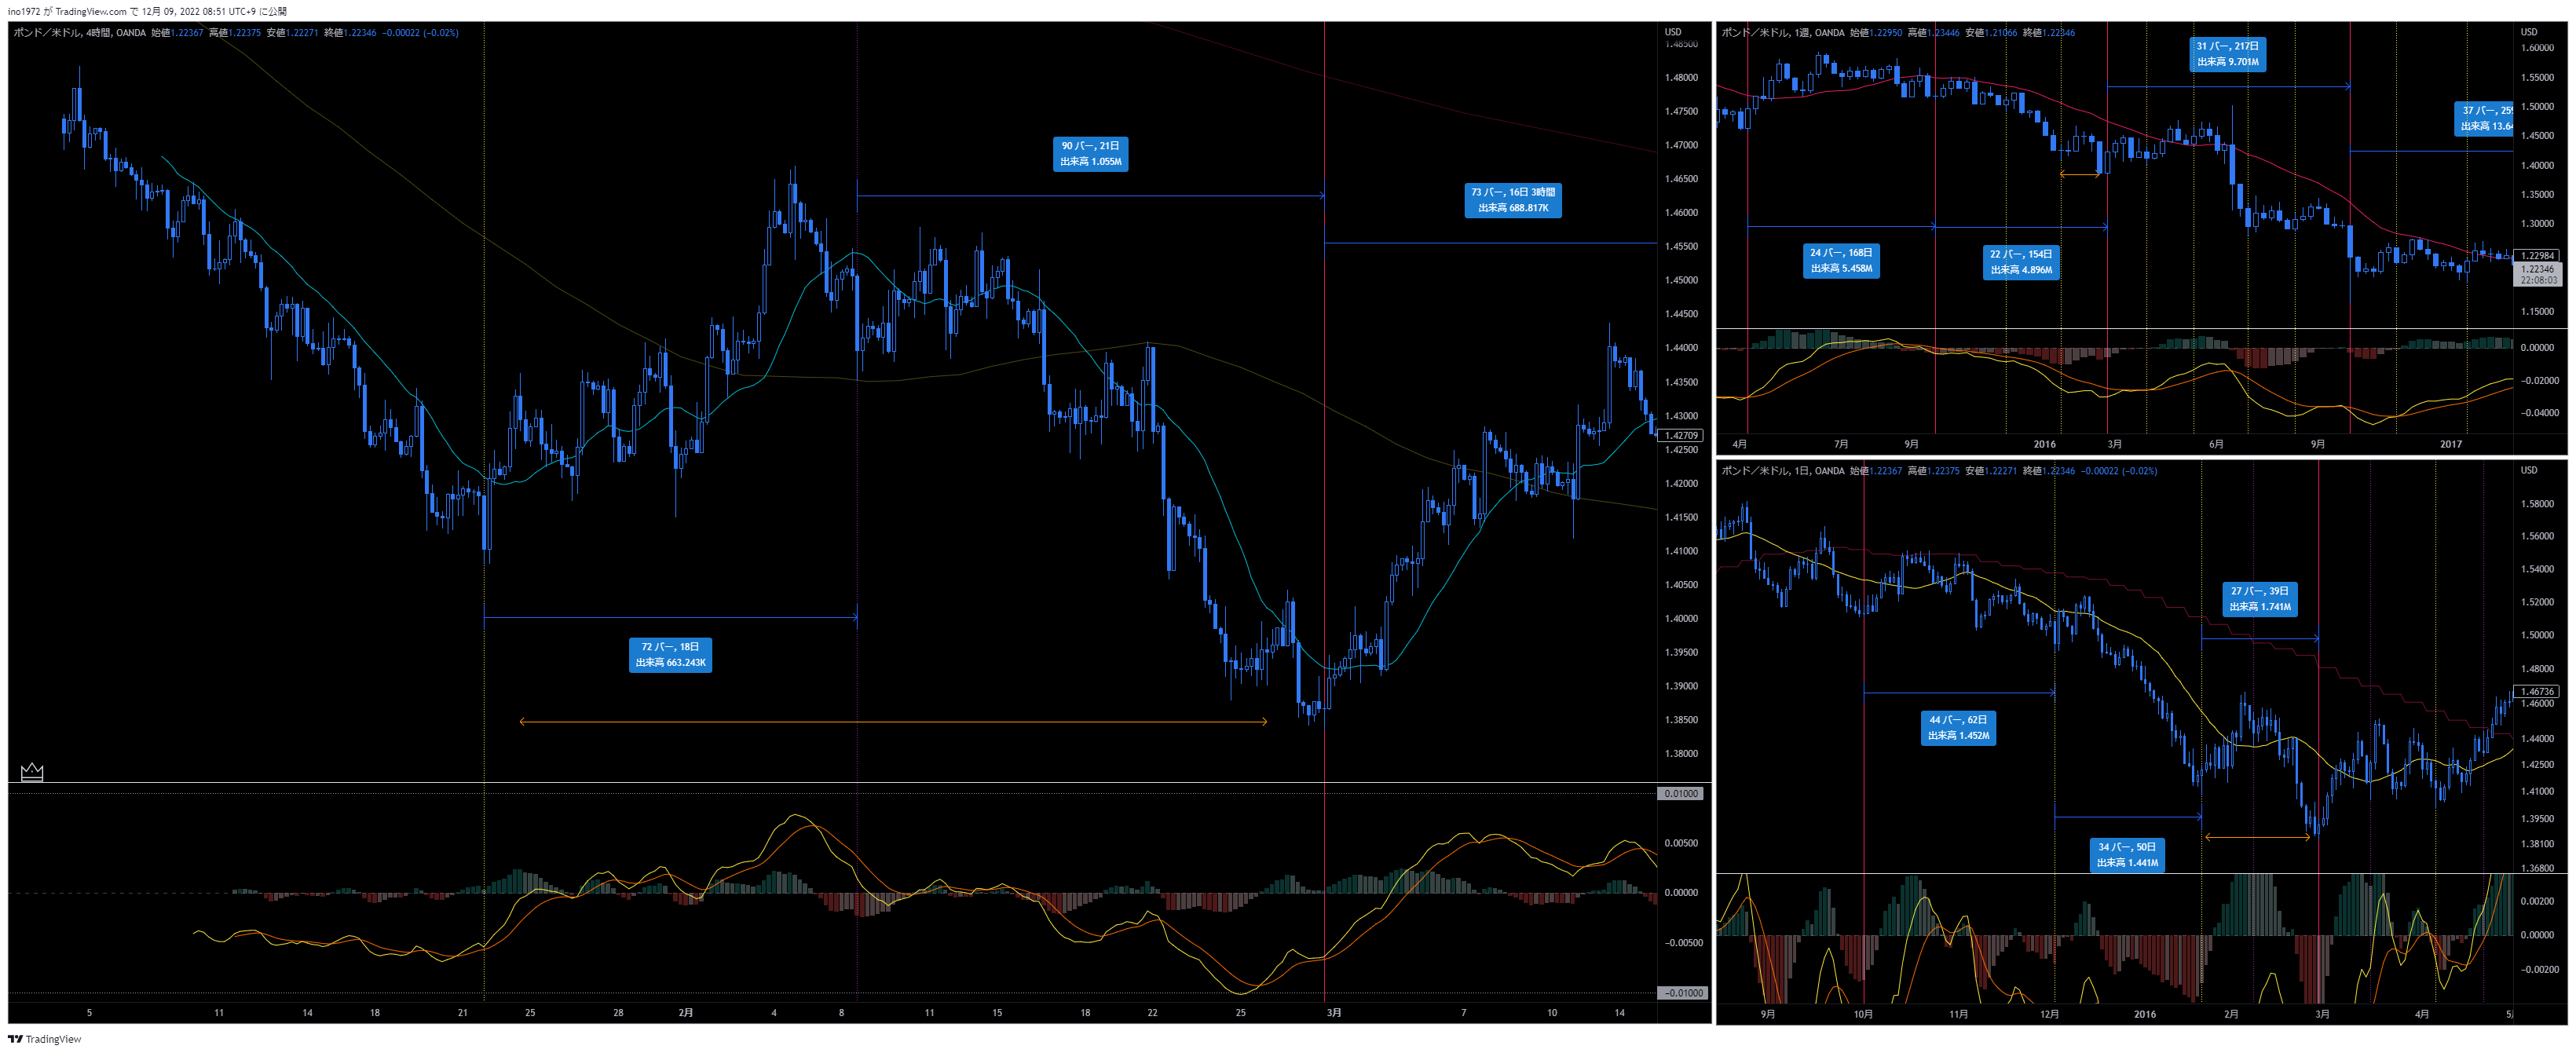 ino1972 が TradingView.com で 12月 09, 2022 08:51 UTC+9 に公開
ポンド／米ドル, 4時間, OANDA 始値1.22367 高値1.22375 安値1.22271 終値1.22346 −0.00022 (−0.02%)
USD
1.48500
1.48000
1.47500
1.47000
1.46500
1.46000
1.45500
1.45000
1.44500
1.44000
1.43500
1.43000
1.42709
1.42500
1.42000
1.41500
1.41000
1.40500
1.40000
1.39500
1.39000
1.38500
1.38000
90 バー, 21日
出来高 1.055M
73 バー, 16日 3時間
出来高 688.817K
72 バー, 18日
出来高 663.243K
0.01000
0.00500
0.00000
−0.00500
−0.01000
5 11 14 18 21 25 28 2月 4 8 11 15 18 22 25 3月 7 10 14
ポンド／米ドル, 1週, OANDA 始値1.22950 高値1.23446 安値1.21066 終値1.22346
USD
1.60000
1.55000
1.50000
1.45000
1.40000
1.35000
1.30000
1.22984
1.22346
22:08:03
1.15000
31 バー, 217日
出来高 9.701M
37 バー, 259
出来高 13.64
24 バー, 168日
出来高 5.458M
22 バー, 154日
出来高 4.896M
0.00000
−0.02000
−0.04000
4月 7月 9月 2016 3月 6月 9月 2017
ポンド／米ドル, 1日, OANDA 始値1.22367 高値1.22375 安値1.22271 終値1.22346 −0.00022 (−0.02%)
USD
1.58000
1.56000
1.54000
1.52000
1.50000
1.48000
1.46736
1.46000
1.44000
1.42500
1.41000
1.39500
1.38100
1.36800
27 バー, 39日
出来高 1.741M
44 バー, 62日
出来高 1.452M
34 バー, 50日
出来高 1.441M
0.00200
0.00000
−0.00200
9月 10月 11月 12月 2016 2月 3月 4月
TradingView